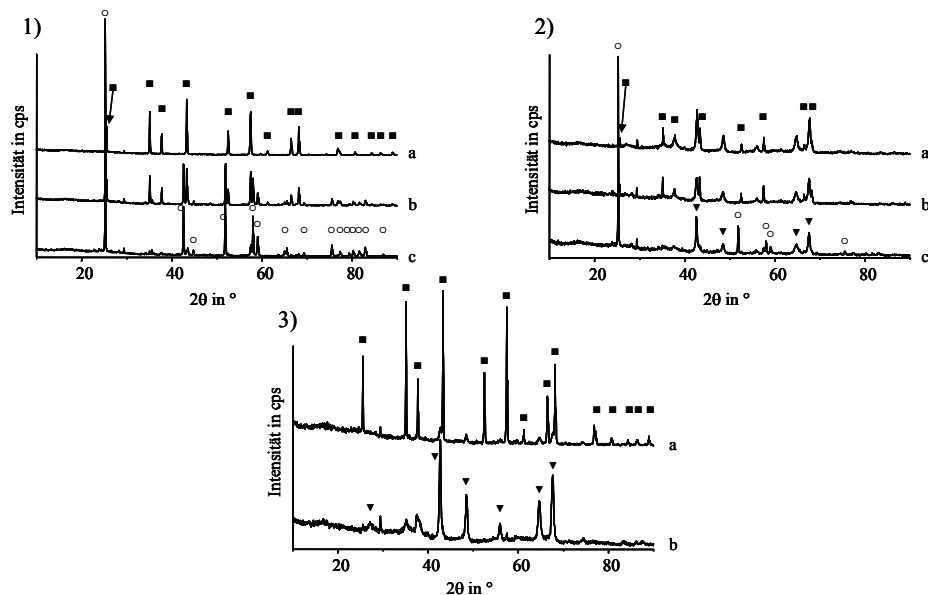 1)
Intensität in cps
a
b
c
20
40
60
80
2θ in °
2)
Intensität in cps
a
b
c
20
40
60
80
2θ in °
3)
Intensität in cps
a
b
20
40
60
80
2θ in °